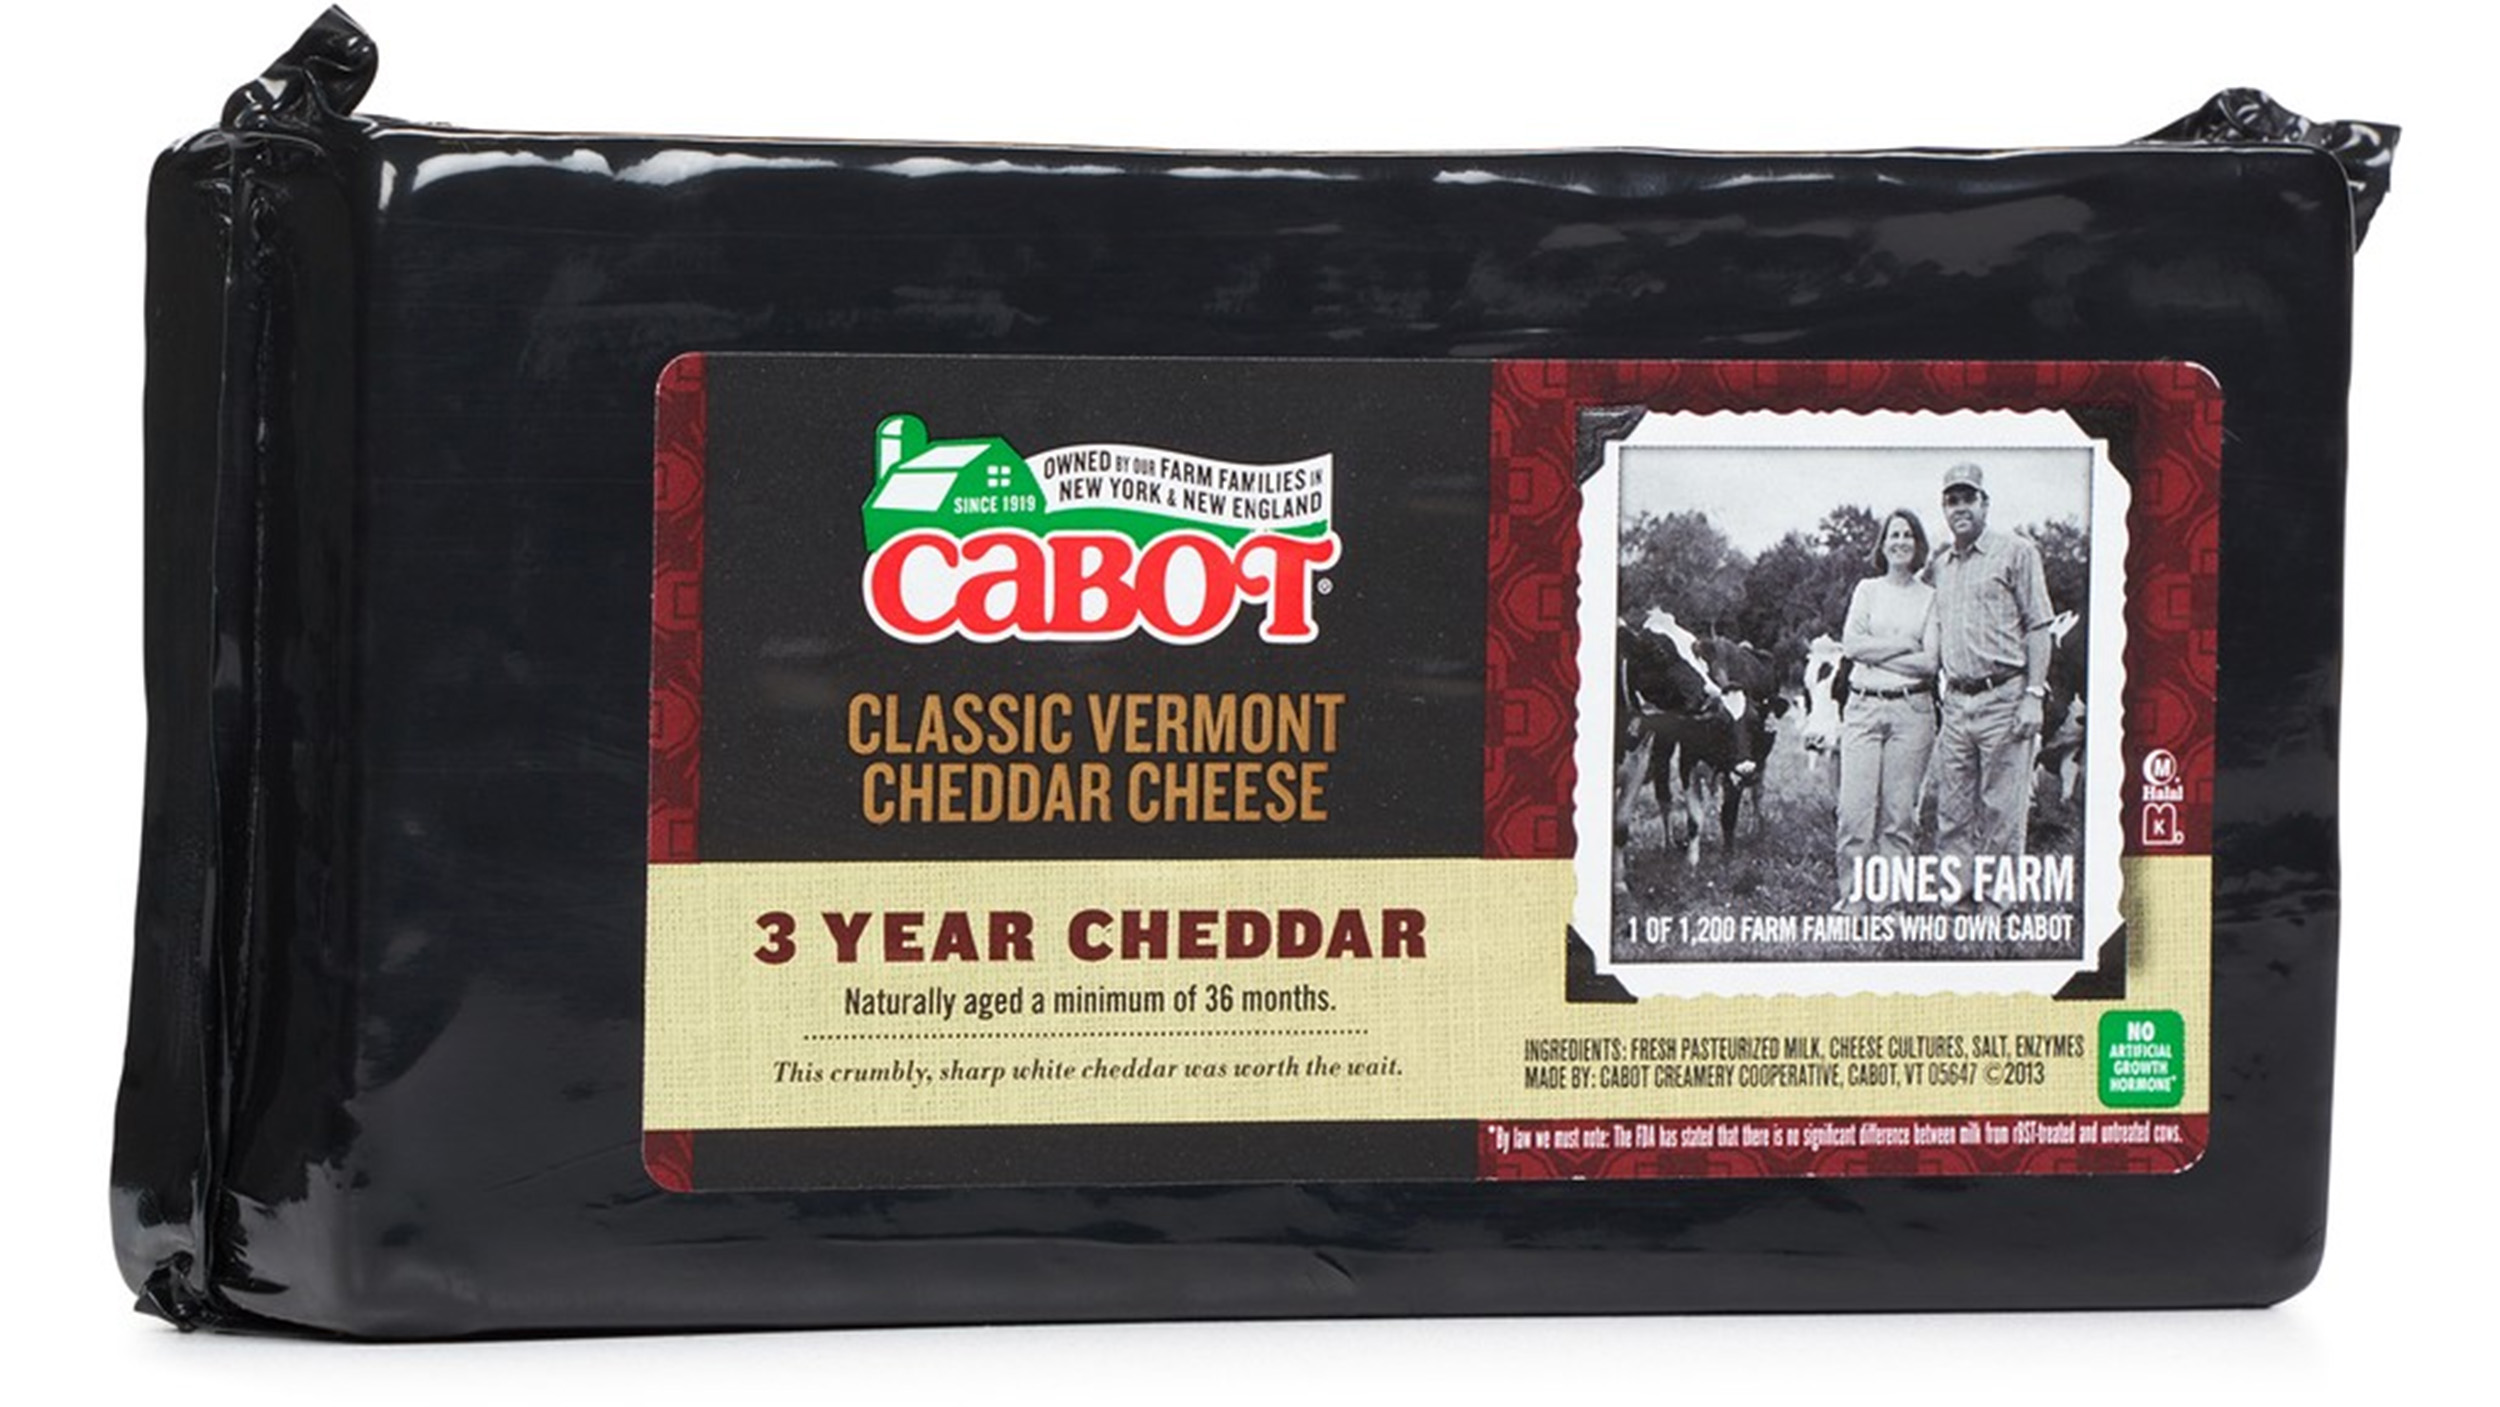 OWNED BY OUR FARM FAMILIES IN
NEW YORK & NEW ENGLAND
SINCE 1919
CABOT®
CLASSIC VERMONT
CHEDDAR CHEESE
3 YEAR CHEDDAR
Naturally aged a minimum of 36 months.
This crumbly, sharp white cheddar was worth the wait.
JONES FARM
1 OF 1,200 FARM FAMILIES WHO OWN CABOT
M
Halal
K
D
INGREDIENTS: FRESH PASTEURIZED MILK, CHEESE CULTURES, SALT, ENZYMES
MADE BY: CABOT CREAMERY COOPERATIVE, CABOT, VT 05647 ©2013
NO
ARTIFICIAL
GROWTH
HORMONE*
*By law we must note: The FDA has stated that there is no significant difference between milk from rBST-treated and untreated cows.